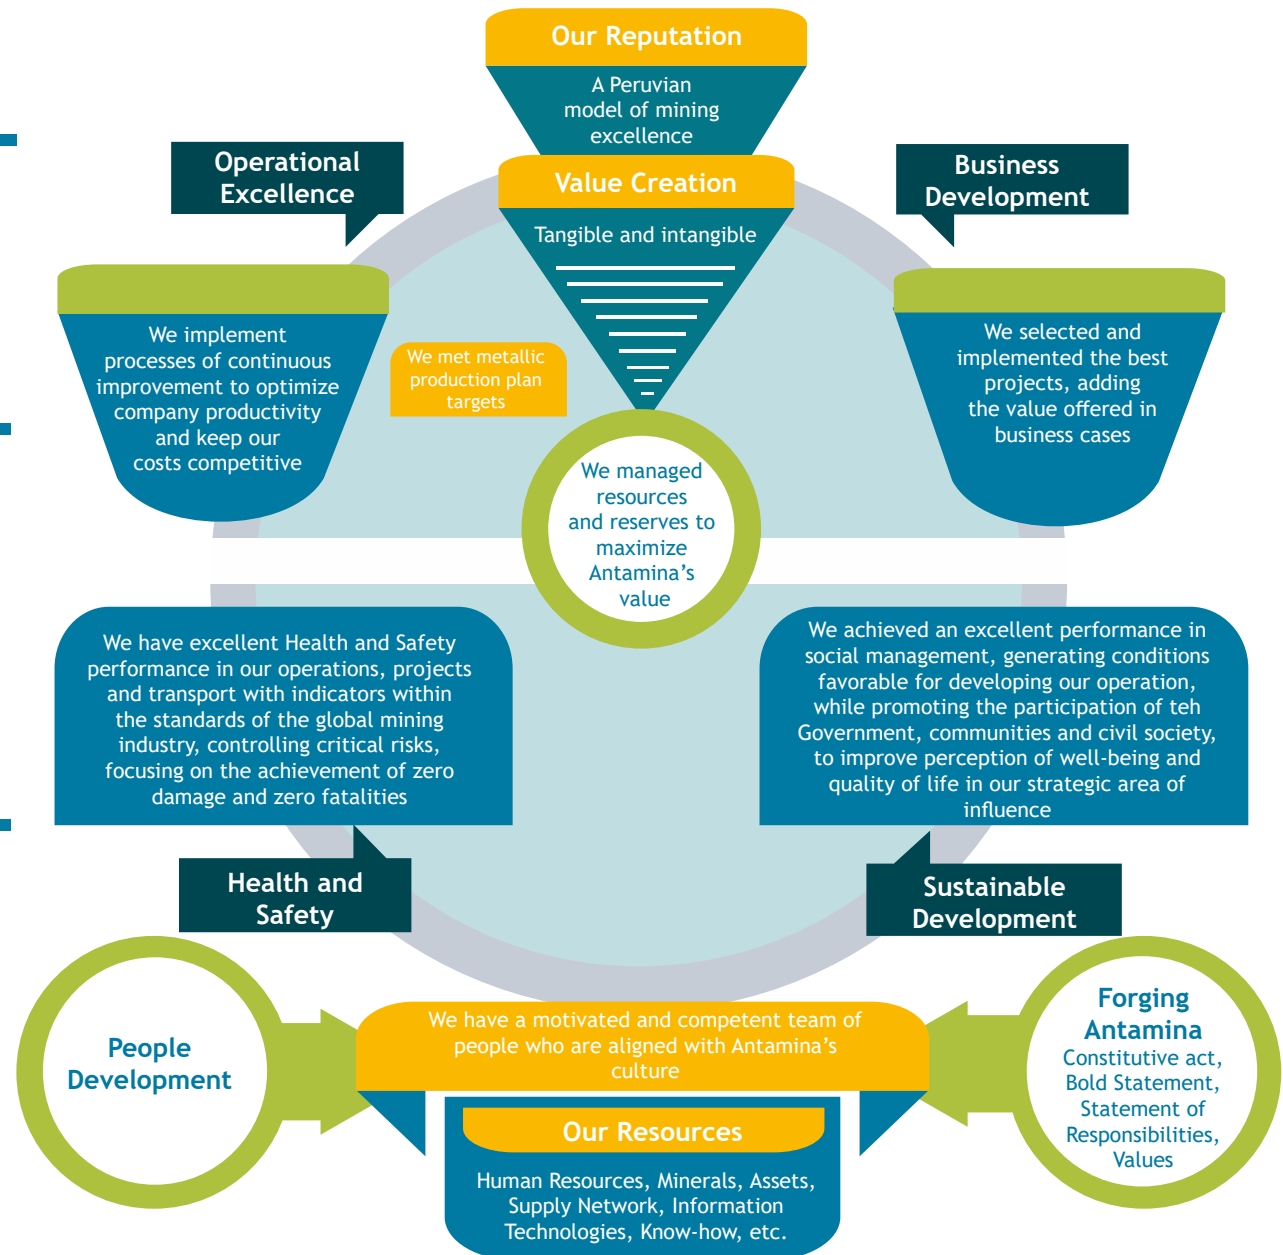 Our Reputation
A Peruvian
model of mining
excellence
Operational
Excellence
Value Creation
Tangible and intangible
Business
Development
We implement
processes of continuous
improvement to optimize
company productivity
and keep our
costs competitive
We met metallic
production plan
targets
We selected and
implemented the best
projects, adding
the value offered in
business cases
We managed
resources
and reserves to
maximize
Antamina’s
value
We have excellent Health and Safety
performance in our operations, projects
and transport with indicators within
the standards of the global mining
industry, controlling critical risks,
focusing on the achievement of zero
damage and zero fatalities
We achieved an excellent performance in
social management, generating conditions
favorable for developing our operation,
while promoting the participation of teh
Government, communities and civil society,
to improve perception of well-being and
quality of life in our strategic area of
influence
Health and
Safety
Sustainable
Development
People
Development
We have a motivated and competent team of
people who are aligned with Antamina’s
culture
Forging
Antamina
Constitutive act,
Bold Statement,
Statement of
Responsibilities,
Values
Our Resources
Human Resources, Minerals, Assets,
Supply Network, Information
Technologies, Know-how, etc.